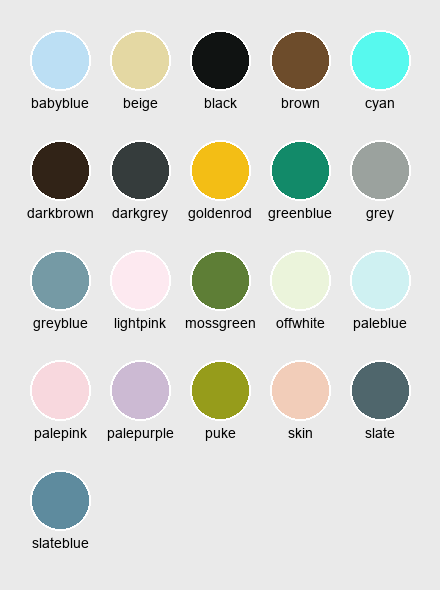 babyblue beige black brown cyan
darkbrown darkgrey goldenrod greenblue grey
greyblue lightpink mossgreen offwhite paleblue
palepink palepurple puke skin slate
slateblue